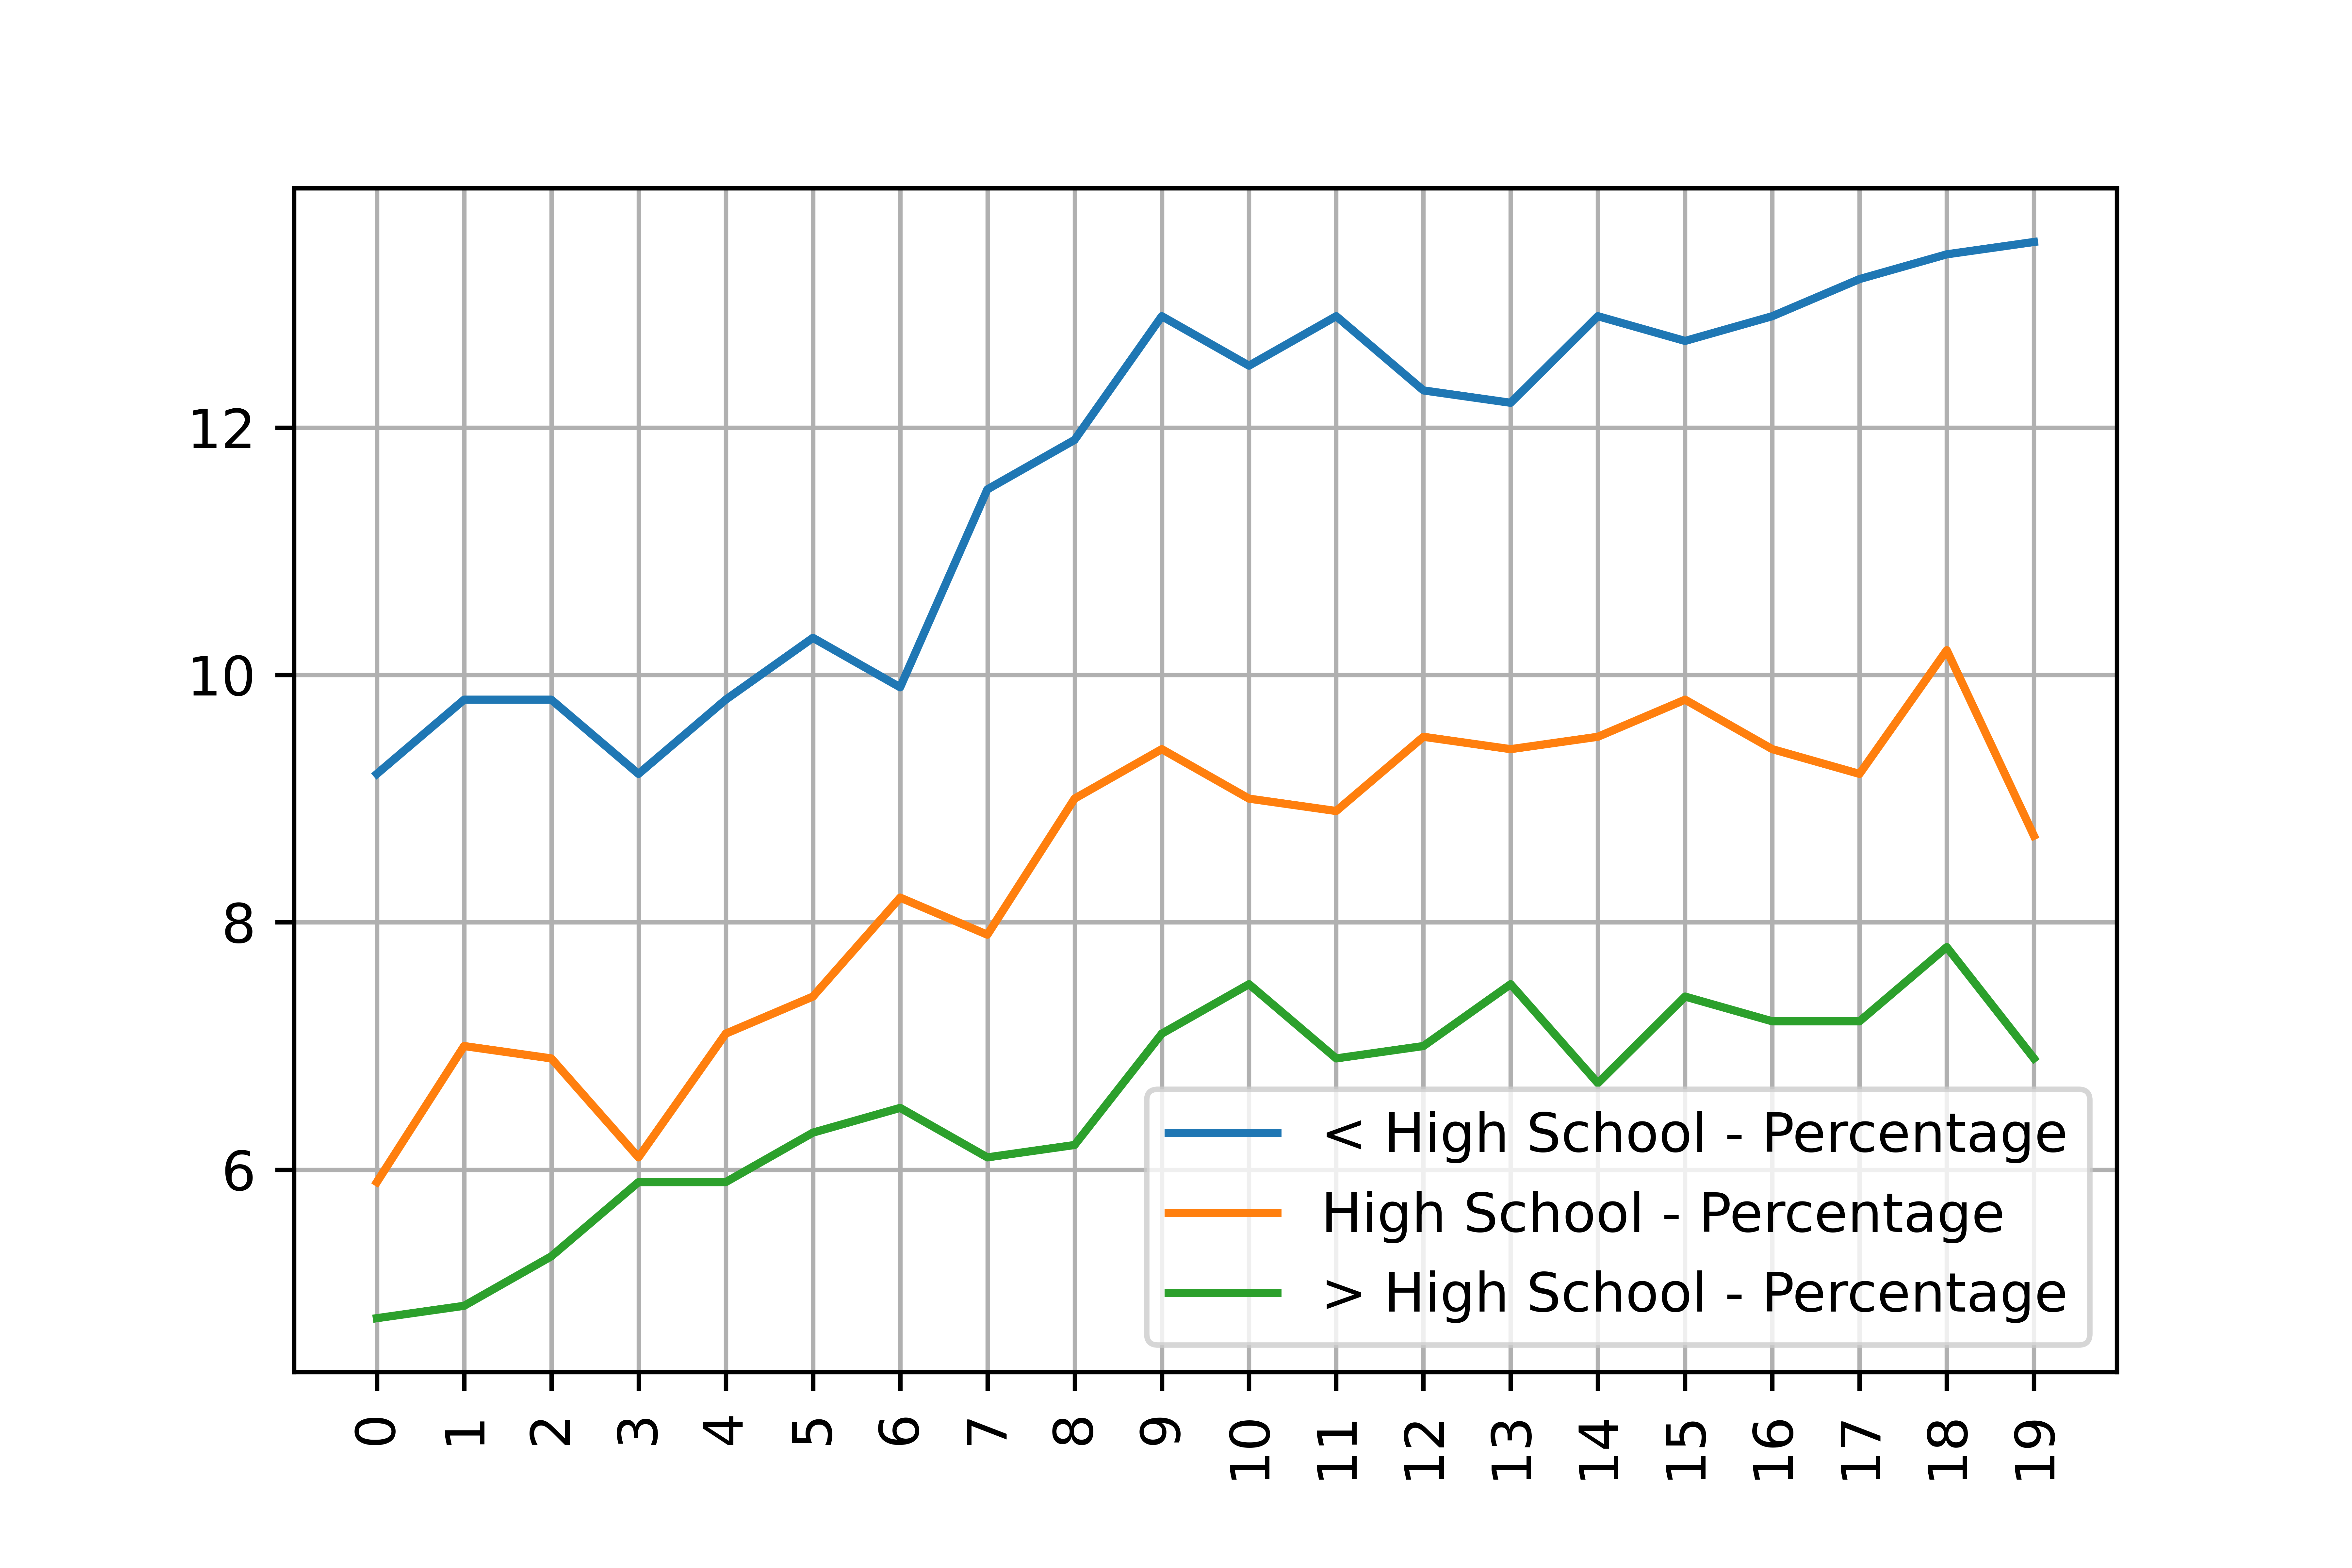 12
10
8
6
< High School - Percentage
High School - Percentage
> High School - Percentage
0 1 2 3 4 5 6 7 8 9 10 11 12 13 14 15 16 17 18 19